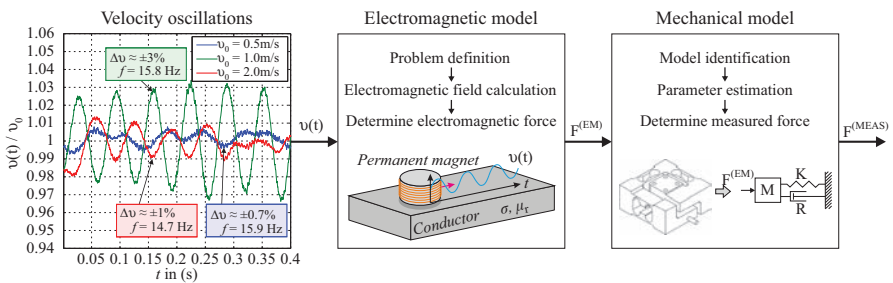 Velocity oscillations
υ(t) / υ0
1.06
1.05
1.04
1.03
1.02
1.01
1
0.99
0.98
0.97
0.96
0.95
0.94
Δυ ≈ ±3%
f = 15.8 Hz
υ0 = 0.5m/s
υ0 = 1.0m/s
υ0 = 2.0m/s
Δυ ≈ ±1%
f = 14.7 Hz
Δυ ≈ ±0.7%
f = 15.9 Hz
0.05 0.1 0.15 0.2 0.25 0.3 0.35 0.4
t in (s)
υ(t)
Electromagnetic model
Problem definition
Electromagnetic field calculation
Determine electromagnetic force
Permanent magnet
υ(t)
t
Conductor
σ, μr
F(EM)
Mechanical model
Model identification
Parameter estimation
Determine measured force
F(EM)
M
K
R
F(MEAS)